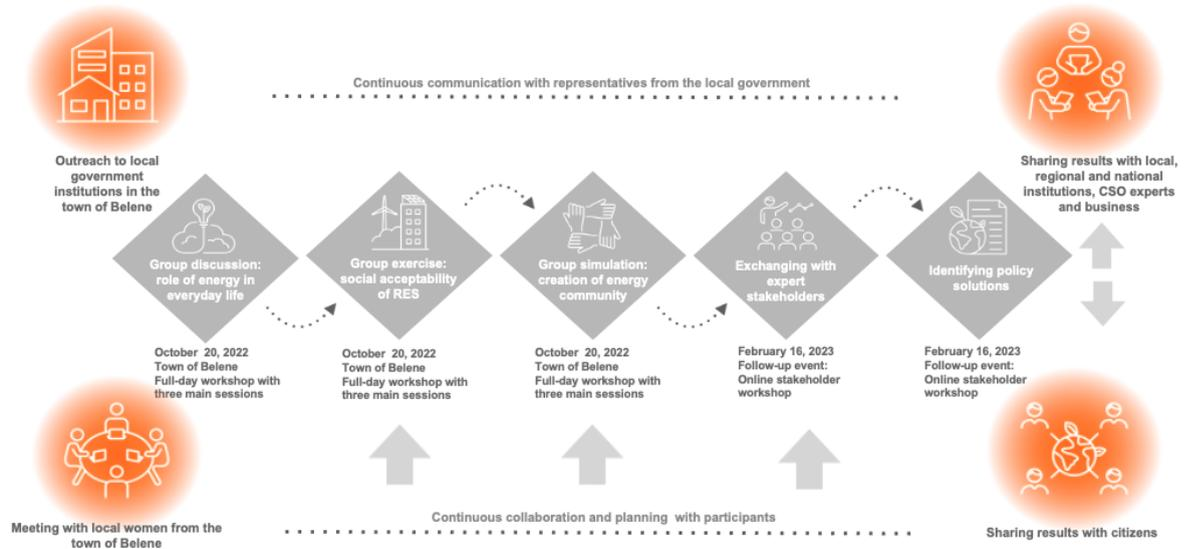 Continuous communication with representatives from the local government
Outreach to local
government
institutions in the
town of Belene
Sharing results with local,
regional and national
institutions, CSO experts
and business
Group discussion:
role of energy in
everyday life
Group exercise:
social acceptability
of RES
Group simulation:
creation of energy
community
Exchanging with
expert
stakeholders
Identifying policy
solutions
October 20, 2022
Town of Belene
Full-day workshop with
three main sessions
October 20, 2022
Town of Belene
Full-day workshop with
three main sessions
October 20, 2022
Town of Belene
Full-day workshop with
three main sessions
February 16, 2023
Follow-up event:
Online stakeholder
workshop
February 16, 2023
Follow-up event:
Online stakeholder
workshop
Meeting with local women from the
town of Belene
Continuous collaboration and planning with participants
Sharing results with citizens